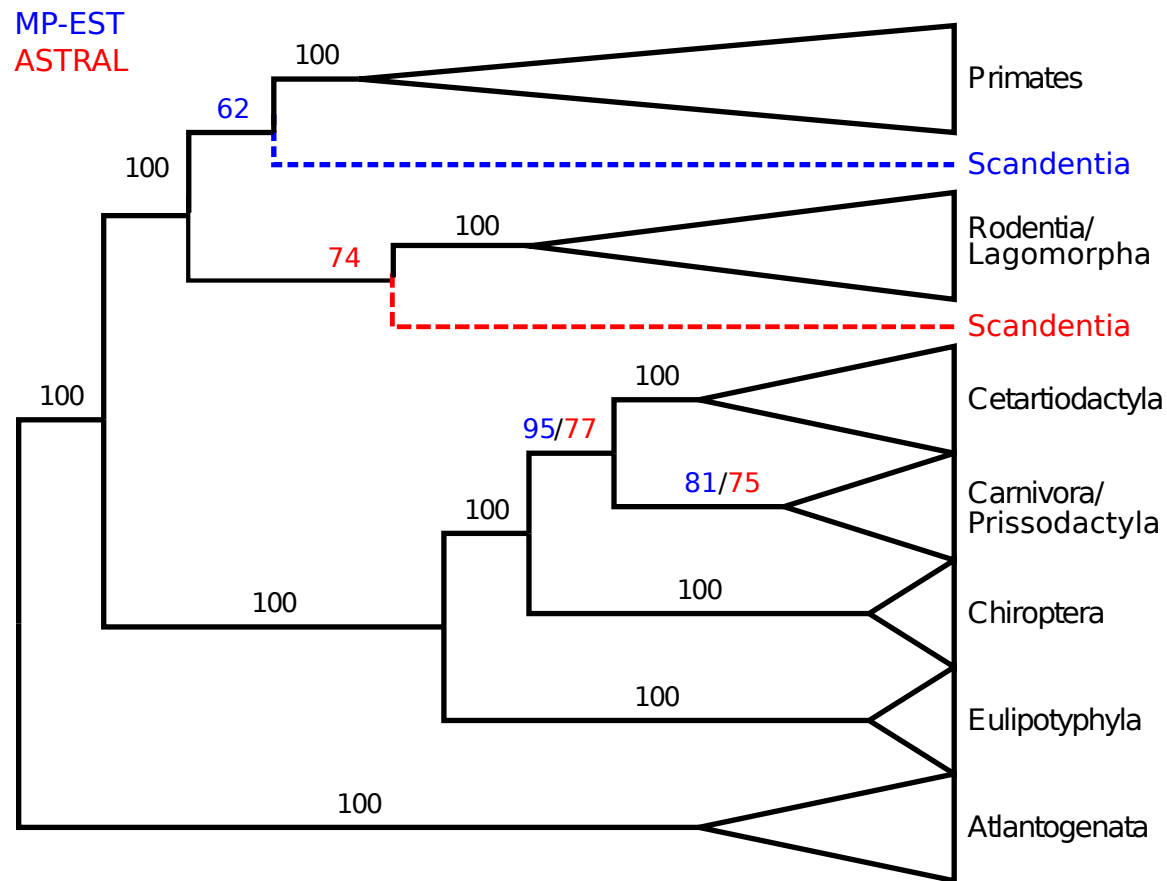 MP-EST
ASTRAL
100
Primates
62
100
Scandentia
100
Rodentia/
Lagomorpha
74
Scandentia
100
100
Cetartiodactyla
95/77
81/75
Carnivora/
Prissodactyla
100
100
100
Chiroptera
100
Eulipotyphyla
100
Atlantogenata